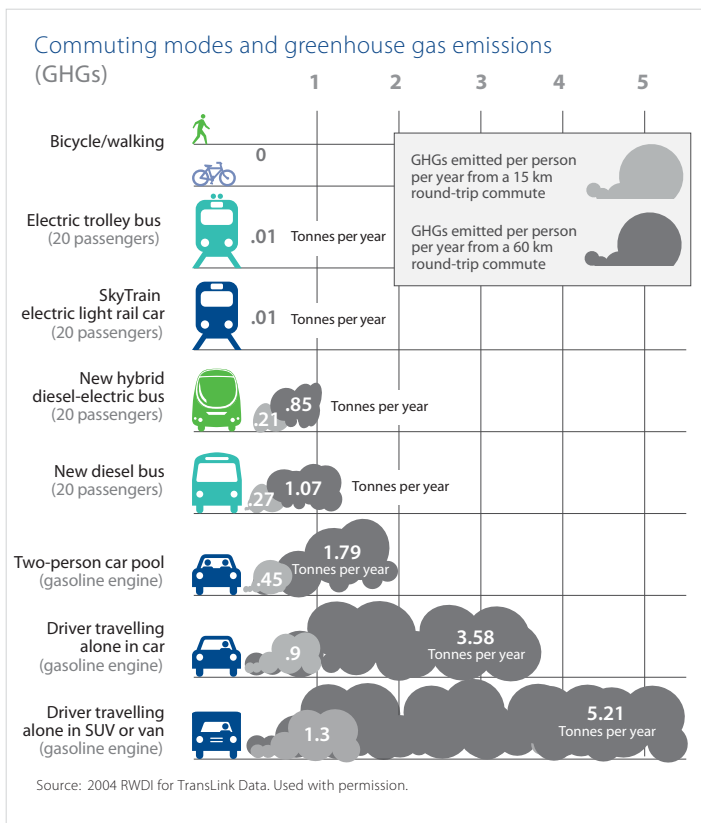 Commuting modes and greenhouse gas emissions
(GHGs)
1 2 3 4 5
Bicycle/walking
0
GHGs emitted per person
per year from a 15 km
round-trip commute
GHGs emitted per person
per year from a 60 km
round-trip commute
Electric trolley bus
(20 passengers)
.01 Tonnes per year
SkyTrain
electric light rail car
(20 passengers)
.01 Tonnes per year
New hybrid
diesel-electric bus
(20 passengers)
.21 .85 Tonnes per year
New diesel bus
(20 passengers)
.27 1.07 Tonnes per year
Two-person car pool
(gasoline engine)
.45 1.79
Tonnes per year
Driver travelling
alone in car
(gasoline engine)
.9 3.58
Tonnes per year
Driver travelling
alone in SUV or van
(gasoline engine)
1.3 5.21
Tonnes per year
Source: 2004 RWDI for TransLink Data. Used with permission.